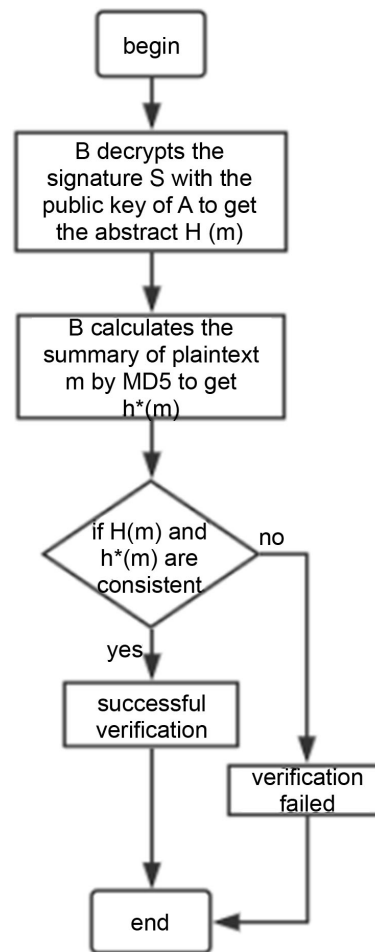 begin
B decrypts the
signature S with the
public key of A to get
the abstract H (m)
B calculates the
summary of plaintext
m by MD5 to get
h*(m)
if H(m) and
h*(m) are
consistent
no
yes
successful
verification
verification
failed
end